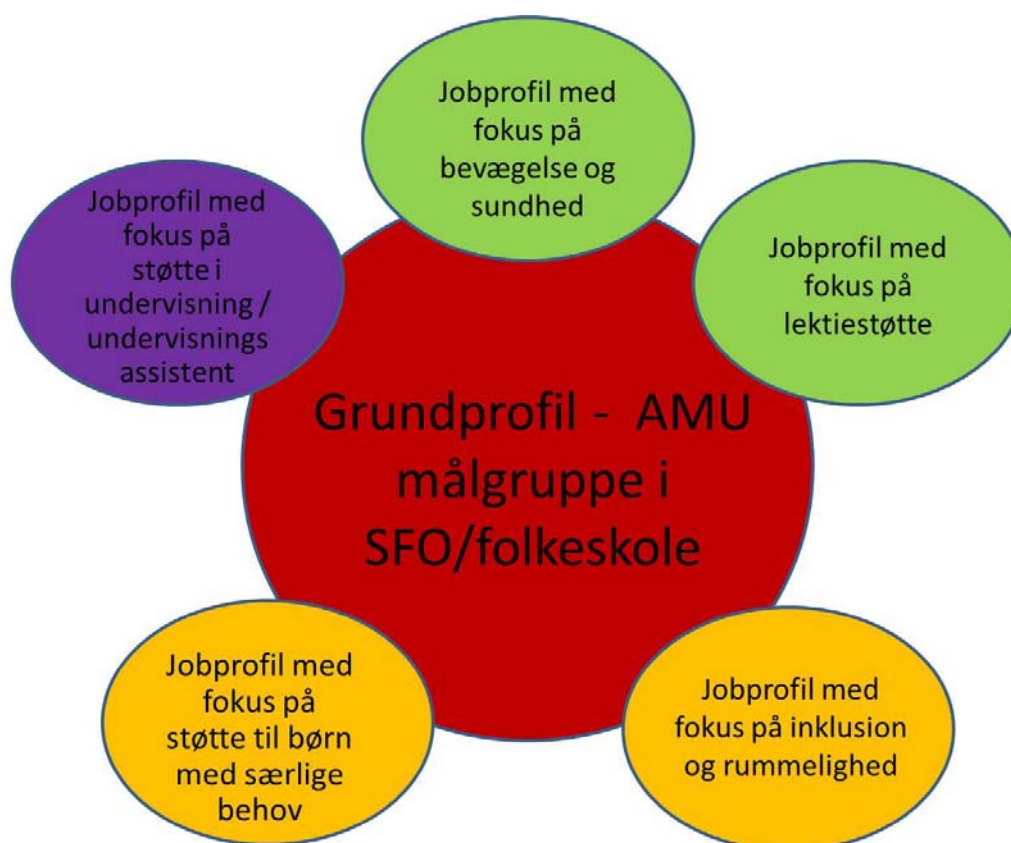 Jobprofil med
fokus på
bevægelse og
sundhed
Jobprofil med
fokus på
støtte i
undervisning /
undervisnings
assistent
Jobprofil med
fokus på
lektiestøtte
Grundprofil - AMU
målgruppe i
SFO/folkeskole
Jobprofil med
fokus på
støtte til børn
med særlige
behov
Jobprofil med
fokus på inklusion
og rummelighed